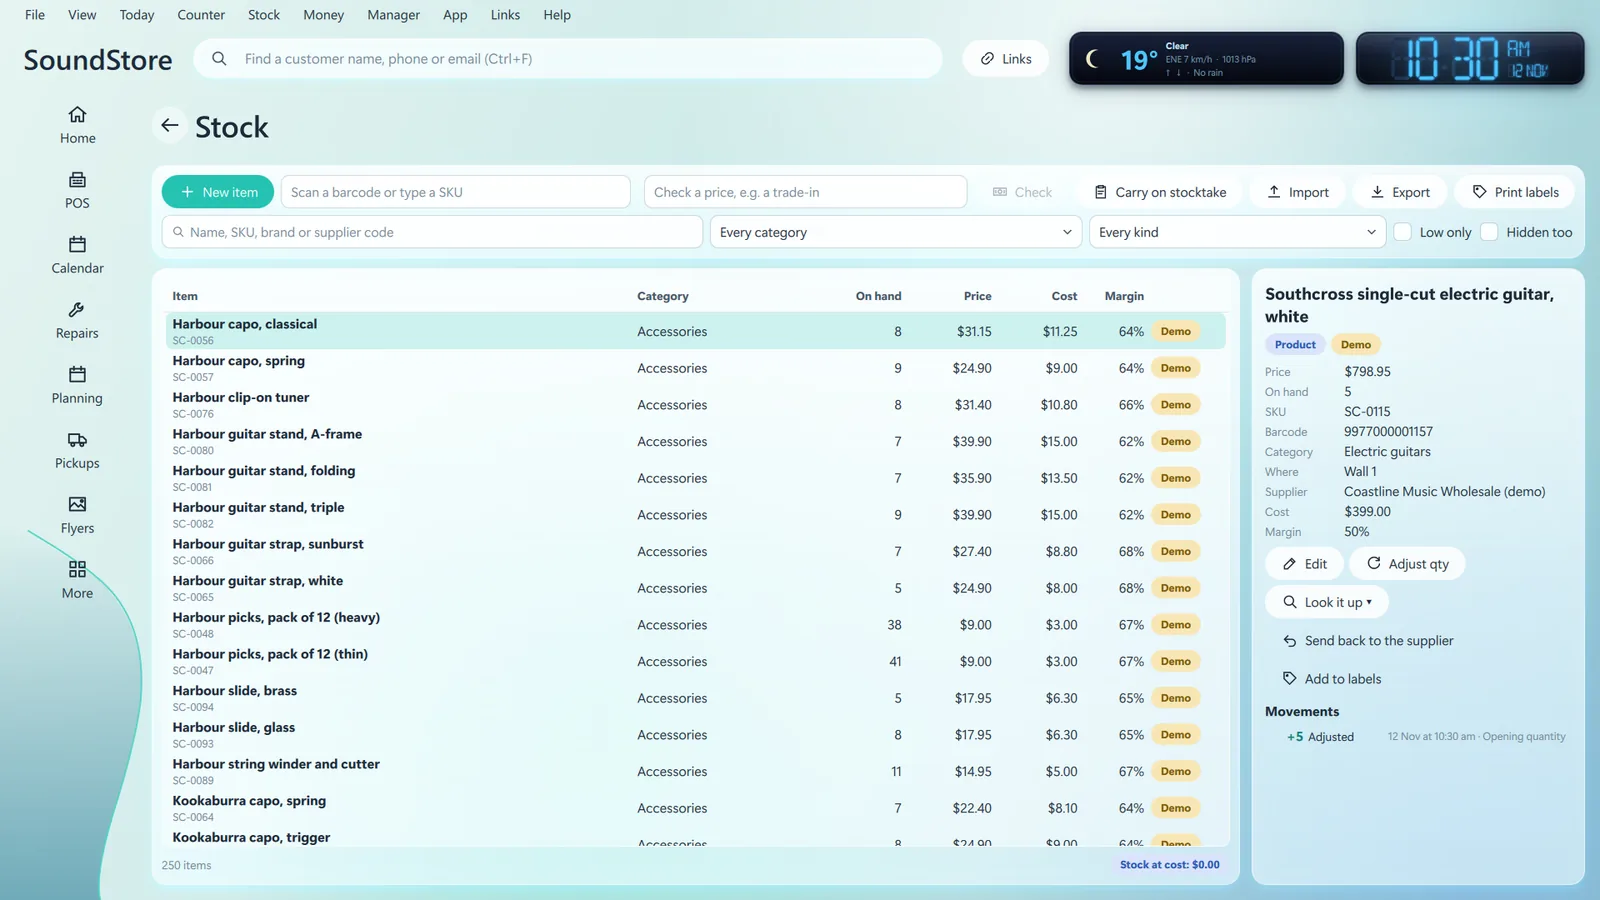 File View Today Counter Stock Money Manager App Links Help
SoundStore
Find a customer name, phone or email (Ctrl+F)
Links
19°
Clear
ENE 7 km/h · 1013 hPa
↑ ↓ · No rain
10:30 AM
12 NOV
Home
POS
Calendar
Repairs
Planning
Pickups
Flyers
More
Stock
New item
Scan a barcode or type a SKU
Check a price, e.g. a trade-in
Check
Carry on stocktake
Import
Export
Print labels
Name, SKU, brand or supplier code
Every category
Every kind
Low only
Hidden too
Item Category On hand Price Cost Margin
Harbour capo, classical
SC-0056
Accessories 8 $31.15 $11.25 64% Demo
Harbour capo, spring
SC-0057
Accessories 9 $24.90 $9.00 64% Demo
Harbour clip-on tuner
SC-0076
Accessories 8 $31.40 $10.80 66% Demo
Harbour guitar stand, A-frame
SC-0080
Accessories 7 $39.90 $15.00 62% Demo
Harbour guitar stand, folding
SC-0081
Accessories 7 $35.90 $13.50 62% Demo
Harbour guitar stand, triple
SC-0082
Accessories 9 $39.90 $15.00 62% Demo
Harbour guitar strap, sunburst
SC-0066
Accessories 7 $27.40 $8.80 68% Demo
Harbour guitar strap, white
SC-0065
Accessories 5 $24.90 $8.00 68% Demo
Harbour picks, pack of 12 (heavy)
SC-0048
Accessories 38 $9.00 $3.00 67% Demo
Harbour picks, pack of 12 (thin)
SC-0047
Accessories 41 $9.00 $3.00 67% Demo
Harbour slide, brass
SC-0094
Accessories 5 $17.95 $6.30 65% Demo
Harbour slide, glass
SC-0093
Accessories 8 $17.95 $6.30 65% Demo
Harbour string winder and cutter
SC-0089
Accessories 11 $14.95 $5.00 67% Demo
Kookaburra capo, spring
SC-0064
Accessories 7 $22.40 $8.10 64% Demo
Kookaburra capo, trigger
Accessories 8 $24.90 $9.00 64% Demo
250 items
Stock at cost: $0.00
Southcross single-cut electric guitar,
white
Product Demo
Price $798.95
On hand 5
SKU SC-0115
Barcode 9977000001157
Category Electric guitars
Where Wall 1
Supplier Coastline Music Wholesale (demo)
Cost $399.00
Margin 50%
Edit
Adjust qty
Look it up ▾
Send back to the supplier
Add to labels
Movements
+5 Adjusted 12 Nov at 10:30 am · Opening quantity